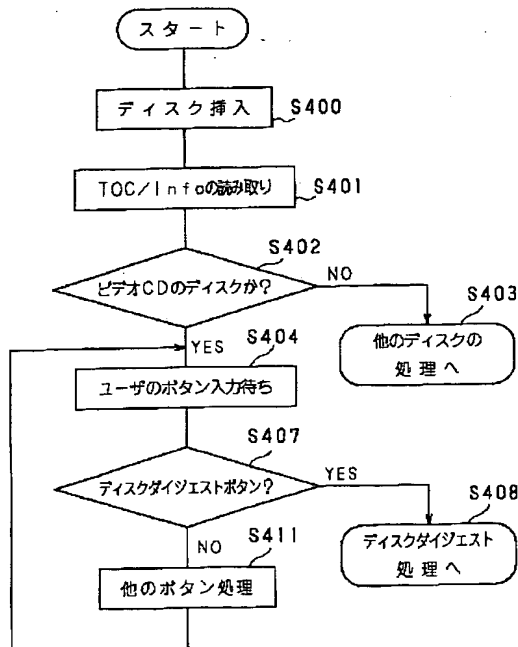 スタート
ディスク挿入
S400
TOC/Infoの読み取り
S401
S402
ビデオCDのディスクか?
NO
S403
他のディスクの
処理へ
YES
S404
ユーザのボタン入力待ち
S407
ディスクダイジェストボタン?
YES
S408
ディスクダイジェスト
処理へ
NO
S411
他のボタン処理